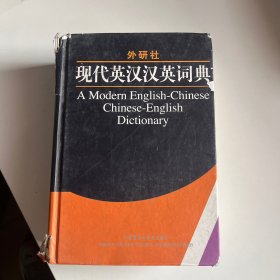 外研社
现代英汉汉英词典
A Modern English-Chinese
Chinese-English
Dictionary